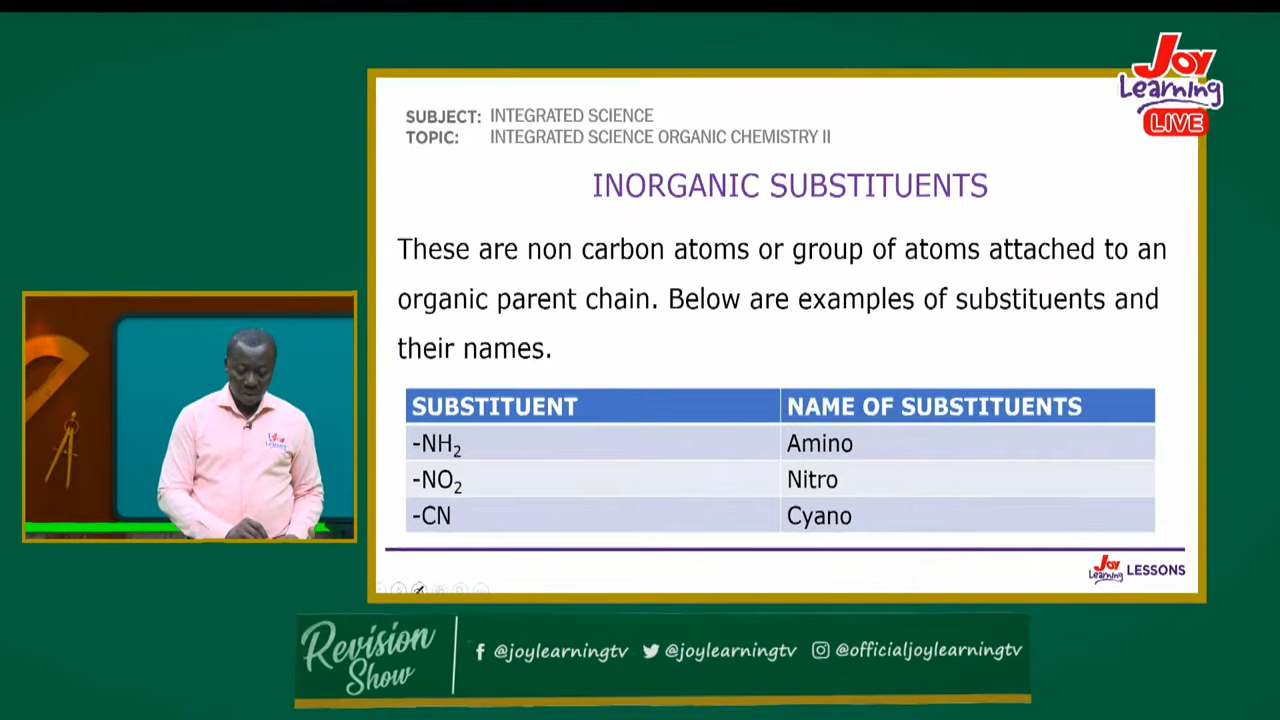 Joy
Learning
LIVE
SUBJECT: INTEGRATED SCIENCE
TOPIC: INTEGRATED SCIENCE ORGANIC CHEMISTRY II
INORGANIC SUBSTITUENTS
These are non carbon atoms or group of atoms attached to an
organic parent chain. Below are examples of substituents and
their names.
SUBSTITUENT NAME OF SUBSTITUENTS
-NH₂ Amino
-NO₂ Nitro
-CN Cyano
Joy
Learning LESSONS
Joy
Learning
Revision
Show
@joylearningtv @joylearningtv @officialjoylearningtv